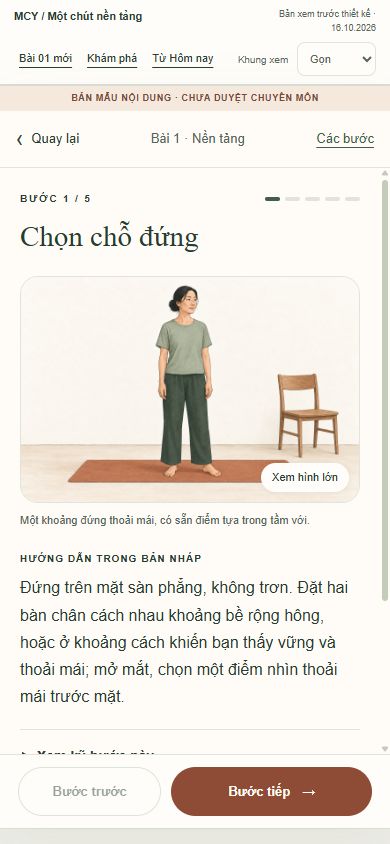 MCY / Một chút nền tảng
Bản xem trước thiết kế ·
16.10.2026
Bài 01 mới Khám phá Từ Hôm nay Khung xem Gọn
BẢN MẪU NỘI DUNG · CHƯA DUYỆT CHUYÊN MÔN
‹ Quay lại Bài 1 · Nền tảng Các bước
BƯỚC 1 / 5
Chọn chỗ đứng
Xem hình lớn
Một khoảng đứng thoải mái, có sẵn điểm tựa trong tầm với.
HƯỚNG DẪN TRONG BẢN NHÁP
Đứng trên mặt sàn phẳng, không trơn. Đặt hai
bàn chân cách nhau khoảng bề rộng hông,
hoặc ở khoảng cách khiến bạn thấy vững và
thoải mái; mở mắt, chọn một điểm nhìn thoải
mái trước mặt.
Bước trước Bước tiếp →